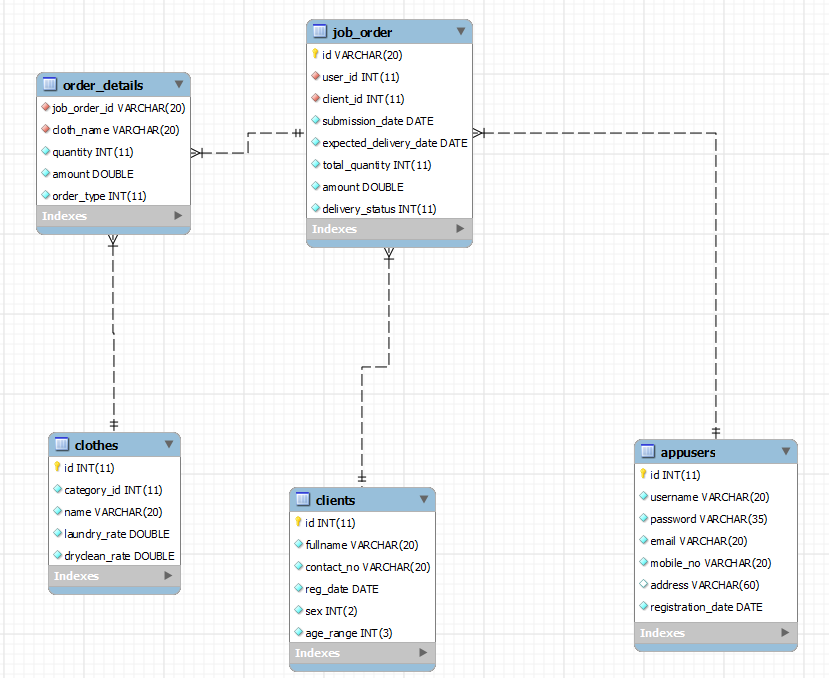 job_order
id VARCHAR(20)
user_id INT(11)
client_id INT(11)
submission_date DATE
expected_delivery_date DATE
total_quantity INT(11)
amount DOUBLE
delivery_status INT(11)
Indexes
order_details
job_order_id VARCHAR(20)
cloth_name VARCHAR(20)
quantity INT(11)
amount DOUBLE
order_type INT(11)
Indexes
clothes
id INT(11)
category_id INT(11)
name VARCHAR(20)
laundry_rate DOUBLE
dryclean_rate DOUBLE
Indexes
clients
id INT(11)
fullname VARCHAR(20)
contact_no VARCHAR(20)
reg_date DATE
sex INT(2)
age_range INT(3)
Indexes
appusers
id INT(11)
username VARCHAR(20)
password VARCHAR(35)
email VARCHAR(20)
mobile_no VARCHAR(20)
address VARCHAR(60)
registration_date DATE
Indexes